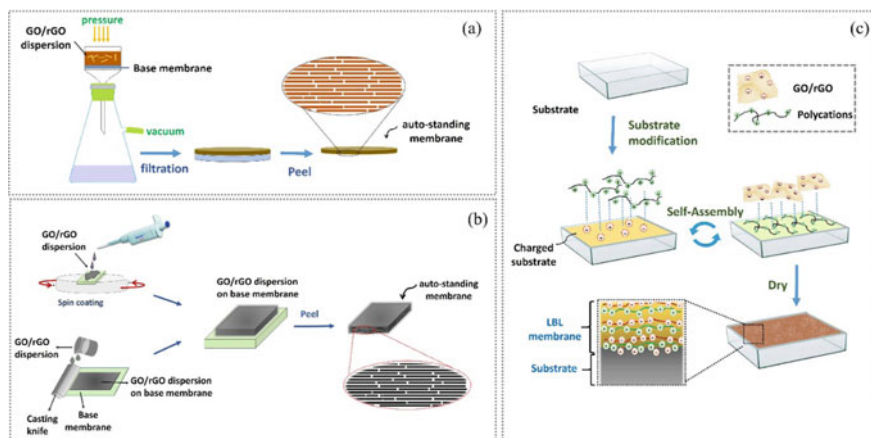 (a)
pressure
GO/rGO
dispersion
Base membrane
vacuum
filtration
Peel
auto-standing
membrane
(b)
GO/rGO
dispersion
Spin coating
GO/rGO
dispersion
Casting
knife
Base
membrane
GO/rGO dispersion
on base membrane
GO/rGO dispersion
on base membrane
Peel
auto-standing
membrane
(c)
Substrate
GO/rGO
Polycations
Substrate
modification
Self-Assembly
Charged
substrate
Dry
LBL
membrane
Substrate